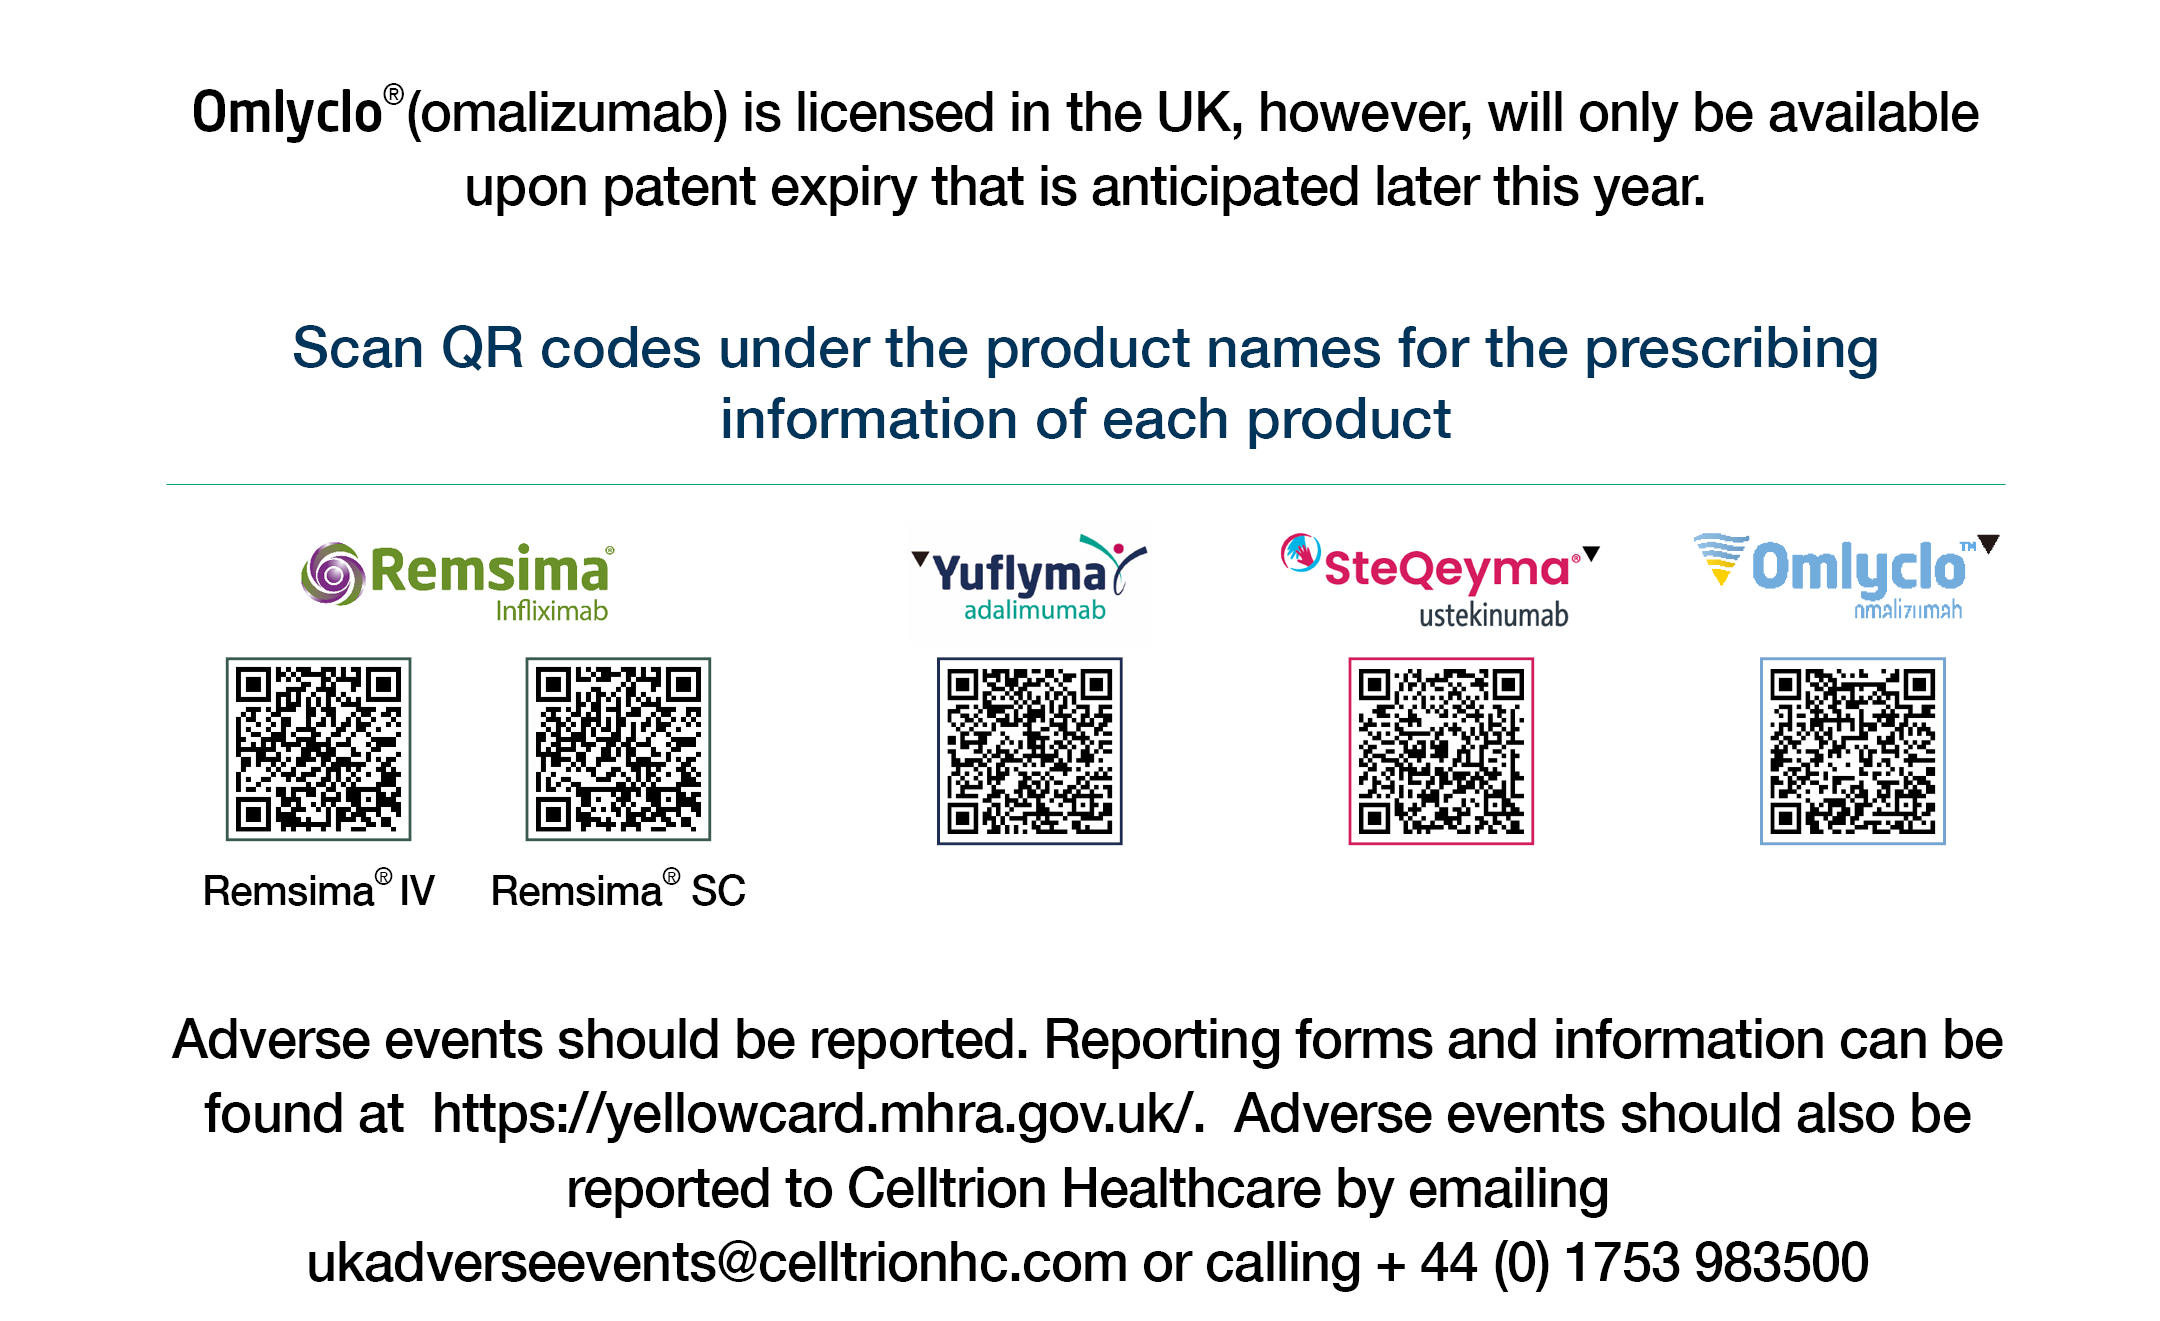 Omlyclo®(omalizumab) is licensed in the UK, however, will only be available
upon patent expiry that is anticipated later this year.
Scan QR codes under the product names for the prescribing
information of each product
Remsima®
Infliximab
▼Yuflyma
adalimumab
SteQeyma®▼
ustekinumab
Omlyclo™▼
omalizumab
Remsima® IV
Remsima® SC
Adverse events should be reported. Reporting forms and information can be
found at  https://yellowcard.mhra.gov.uk/.  Adverse events should also be
reported to Celltrion Healthcare by emailing
ukadverseevents@celltrionhc.com or calling + 44 (0) 1753 983500